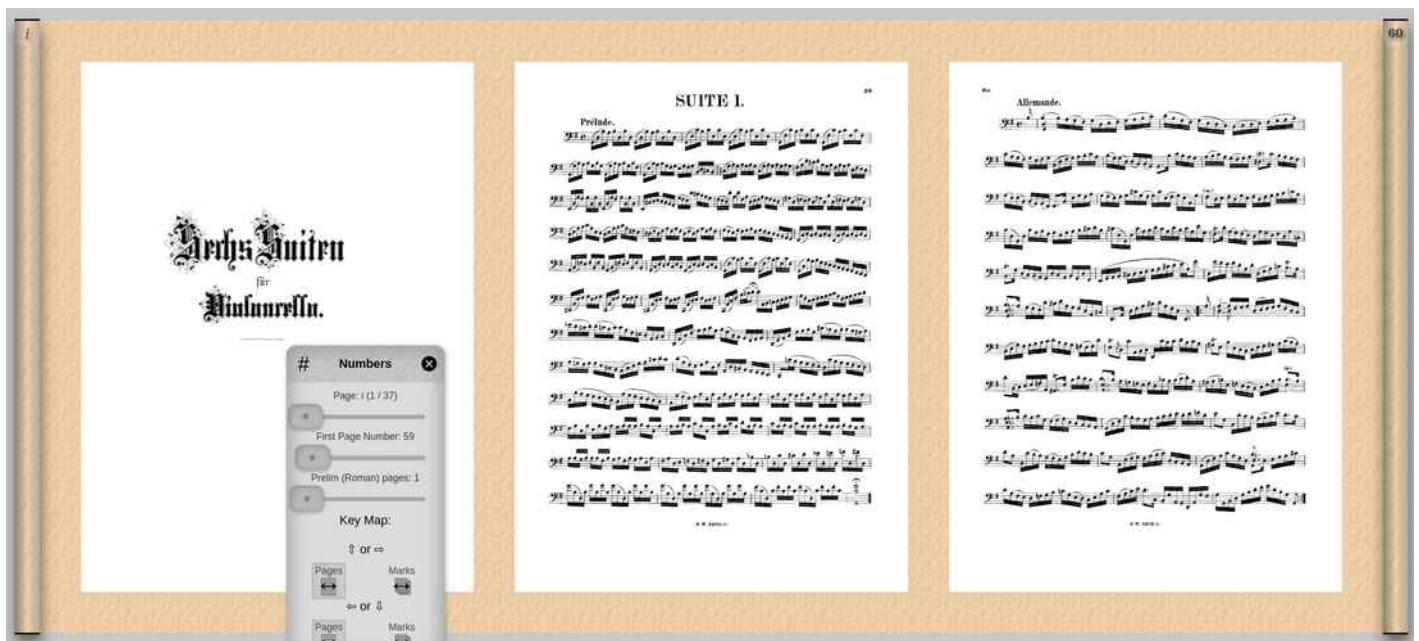 i
60
Sechs Suiten
für
Violoncello.
# Numbers
Page: i (1 / 37)
First Page Number: 59
Prelim (Roman) pages: 1
Key Map:
⇧ or ⇨
Pages Marks
⇦ or ⇩
Pages Marks
SUITE I.
Prélude.
Allemande.